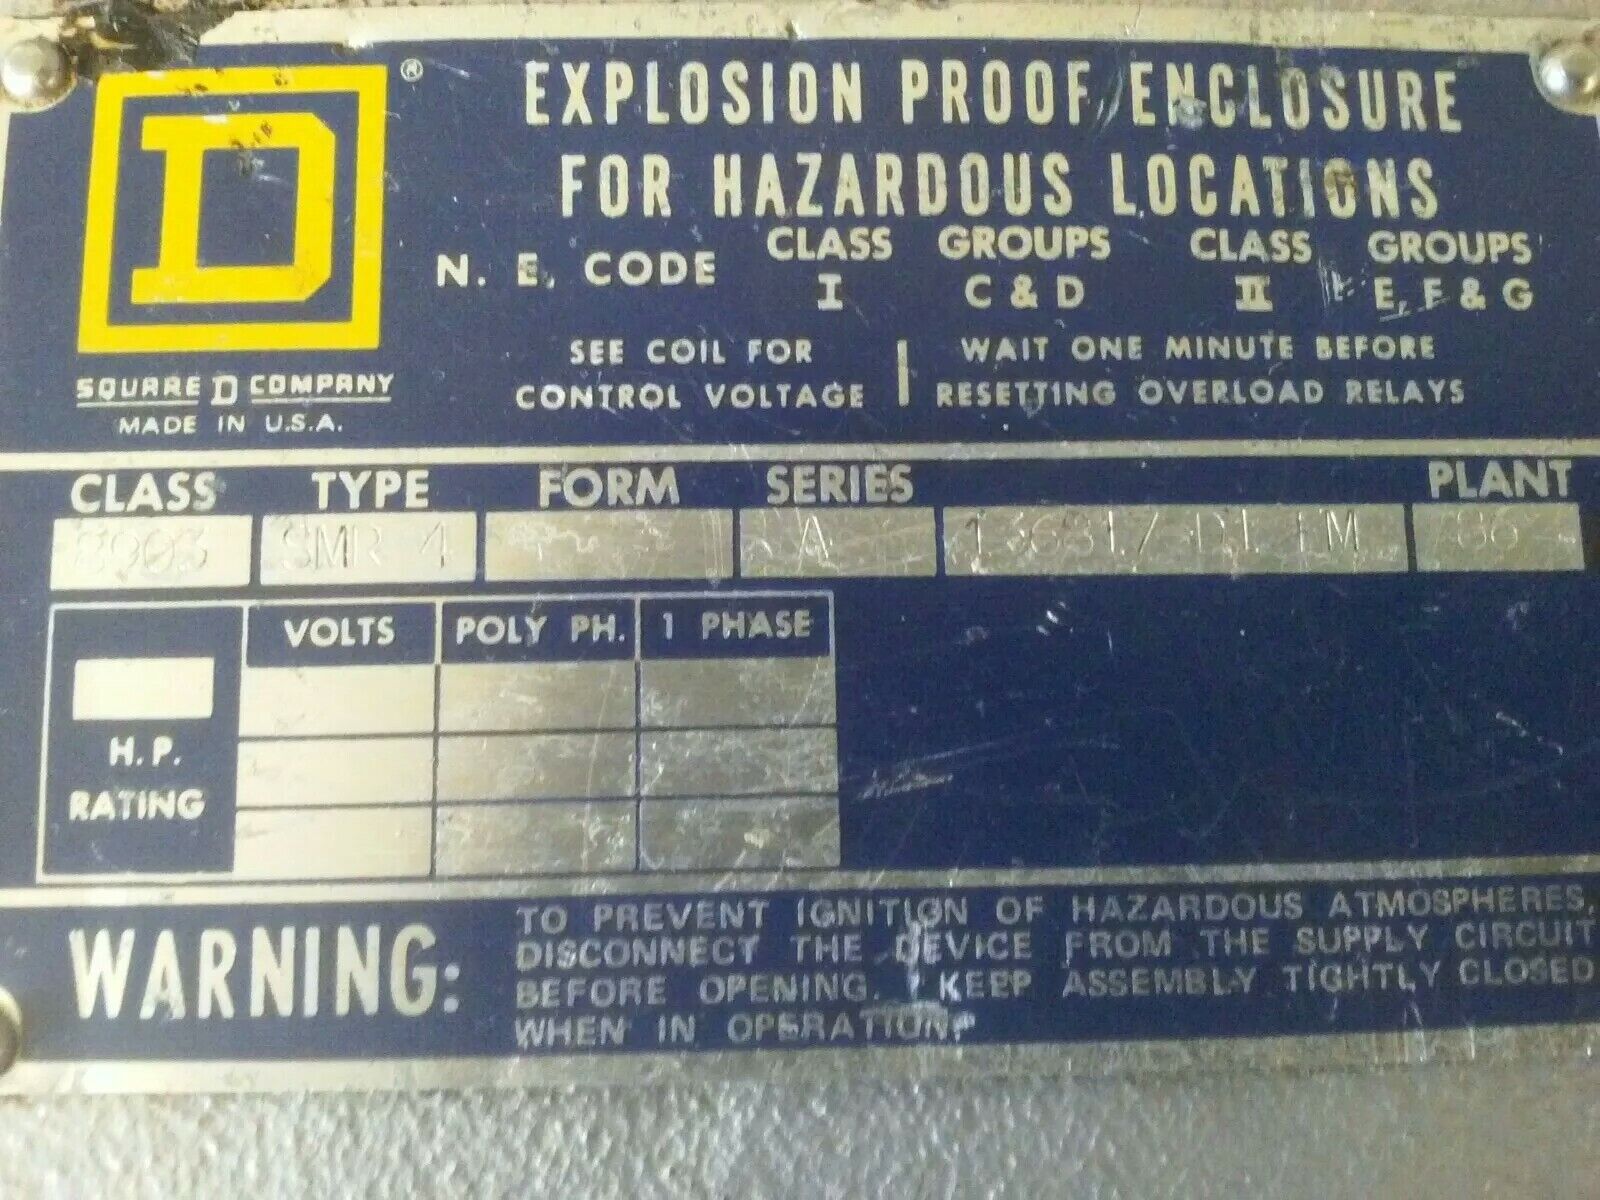 D ®
EXPLOSION PROOF ENCLOSURE
FOR HAZARDOUS LOCATIONS
N. E. CODE CLASS I GROUPS C & D CLASS II GROUPS E, F & G
SEE COIL FOR CONTROL VOLTAGE
WAIT ONE MINUTE BEFORE RESETTING OVERLOAD RELAYS
SQUARE D COMPANY
MADE IN U.S.A.
CLASS TYPE FORM SERIES PLANT
8903 SMR 4 A 86
VOLTS POLY PH. 1 PHASE
H.P.
RATING
WARNING:
TO PREVENT IGNITION OF HAZARDOUS ATMOSPHERES,
DISCONNECT THE DEVICE FROM THE SUPPLY CIRCUIT
BEFORE OPENING. KEEP ASSEMBLY TIGHTLY CLOSED
WHEN IN OPERATION.